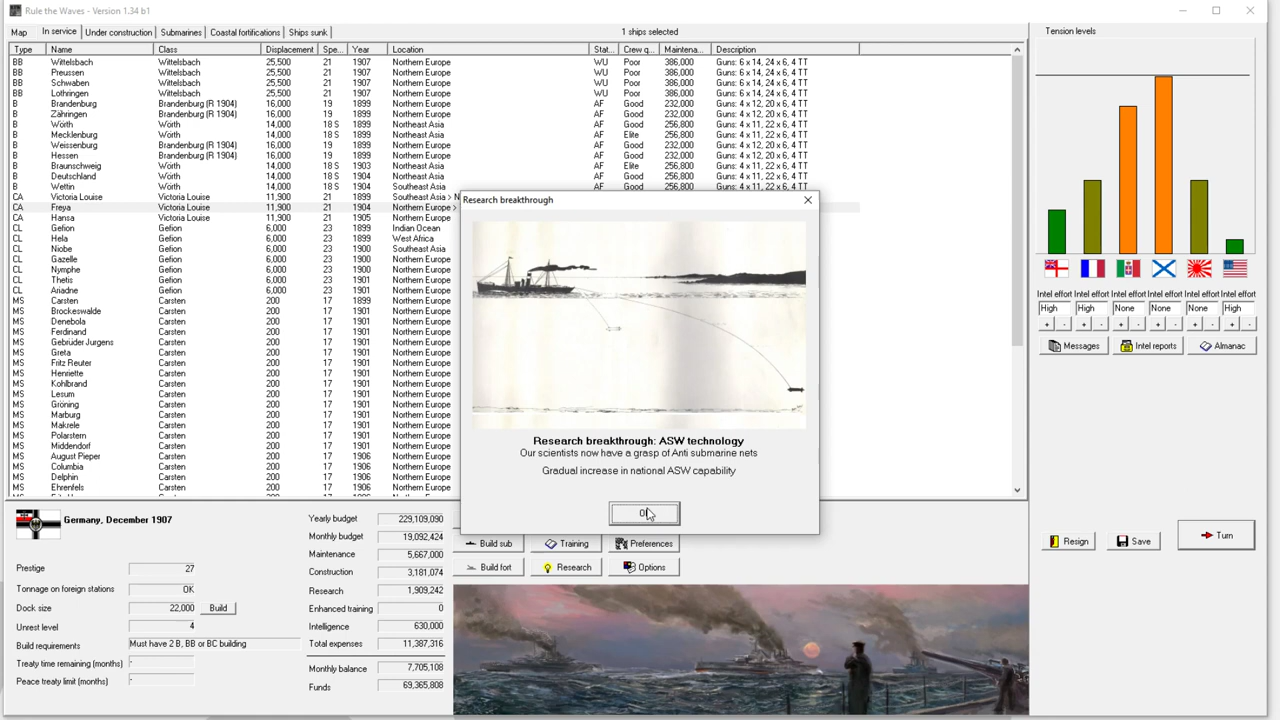 Rule the Waves - Version 1.34 b1
Map In service Under construction Submarines Coastal fortifications Ships sunk 1 ships selected
Type Name Class Displacement Spe... Year Location Stat... Crew q... Maintena... Description
BB Wittelsbach Wittelsbach 25,500 21 1907 Northern Europe WU Poor 386,000 Guns: 6 x 14, 24 x 6, 4 TT
BB Preussen Wittelsbach 25,500 21 1907 Northern Europe WU Poor 386,000 Guns: 6 x 14, 24 x 6, 4 TT
BB Schwaben Wittelsbach 25,500 21 1907 Northern Europe WU Poor 386,000 Guns: 6 x 14, 24 x 6, 4 TT
BB Lothringen Wittelsbach 25,500 21 1907 Northern Europe WU Poor 386,000 Guns: 6 x 14, 24 x 6, 4 TT
B Brandenburg Brandenburg (R 1904) 16,000 19 1899 Northern Europe AF Good 232,000 Guns: 4 x 12, 20 x 6, 4 TT
B Zähringen Brandenburg (R 1904) 16,000 19 1899 Northern Europe AF Good 232,000 Guns: 4 x 12, 20 x 6, 4 TT
B Wörth Wörth 14,000 18 S 1899 Northeast Asia AF Good 256,800 Guns: 4 x 11, 22 x 6, 4 TT
B Mecklenburg Wörth 14,000 18 S 1899 Northeast Asia AF Elite 256,800 Guns: 4 x 11, 22 x 6, 4 TT
B Weissenburg Brandenburg (R 1904) 16,000 19 1899 Northern Europe AF Good 232,000 Guns: 4 x 12, 20 x 6, 4 TT
B Hessen Brandenburg (R 1904) 16,000 19 1899 Northern Europe AF Good 232,000 Guns: 4 x 12, 20 x 6, 4 TT
B Braunschweig Wörth 14,000 18 S 1903 Northeast Asia AF Elite 256,800 Guns: 4 x 11, 22 x 6, 4 TT
B Deutschland Wörth 14,000 18 S 1904 Northeast Asia AF Good 256,800 Guns: 4 x 11, 22 x 6, 4 TT
B Wettin Wörth 14,000 18 S 1904 Southeast Asia AF Good 256,800 Guns: 4 x 11, 22 x 6, 4 TT
CA Victoria Louise Victoria Louise 11,900 21 1899 Southeast Asia > N
CA Freya Victoria Louise 11,900 21 1904 Northern Europe >
CA Hansa Victoria Louise 11,900 21 1905 Northern Europe
CL Gefion Gefion 6,000 23 1899 Indian Ocean
CL Hela Gefion 6,000 23 1899 West Africa
CL Niobe Gefion 6,000 23 1900 Southeast Asia
CL Gazelle Gefion 6,000 23 1901 Northern Europe
CL Nymphe Gefion 6,000 23 1901 Northern Europe
CL Thetis Gefion 6,000 23 1901 Northern Europe
CL Ariadne Gefion 6,000 23 1901 Northern Europe
MS Carsten Carsten 200 17 1899 Northern Europe
MS Brockeswalde Carsten 200 17 1901 Northern Europe
MS Denebola Carsten 200 17 1901 Northern Europe
MS Ferdinand Carsten 200 17 1901 Northern Europe
MS Gebrüder Jurgens Carsten 200 17 1901 Northern Europe
MS Greta Carsten 200 17 1901 Northern Europe
MS Fritz Reuter Carsten 200 17 1901 Northern Europe
MS Henriette Carsten 200 17 1901 Northern Europe
MS Kohlbrand Carsten 200 17 1901 Northern Europe
MS Lesum Carsten 200 17 1901 Northern Europe
MS Gröning Carsten 200 17 1901 Northern Europe
MS Marburg Carsten 200 17 1901 Northern Europe
MS Makrele Carsten 200 17 1901 Northern Europe
MS Polarstern Carsten 200 17 1901 Northern Europe
MS Middendorf Carsten 200 17 1901 Northern Europe
MS August Pieper Carsten 200 17 1906 Northern Europe
MS Columbia Carsten 200 17 1906 Northern Europe
MS Delphin Carsten 200 17 1906 Northern Europe
MS Ehrenfels Carsten 200 17 1906 Northern Europe
Research breakthrough
Research breakthrough: ASW technology
Our scientists now have a grasp of Anti submarine nets
Gradual increase in national ASW capability
Tension levels
Intel effort Intel effort Intel effort Intel effort Intel effort Intel effort
High High None None None High
+ - + - + - + - + - + -
Messages Intel reports Almanac
Resign Save Turn
Germany, December 1907
Prestige 27
Tonnage on foreign stations OK
Dock size 22,000 Build
Unrest level 4
Build requirements Must have 2 B, BB or BC building
Treaty time remaining (months) -
Peace treaty limit (months) -
Yearly budget 229,109,090
Monthly budget 19,092,424
Maintenance 5,667,000
Construction 3,181,074
Research 1,909,242
Enhanced training 0
Intelligence 630,000
Total expenses 11,387,316
Monthly balance 7,705,108
Funds 69,365,808
Build sub Training Preferences
Build fort Research Options